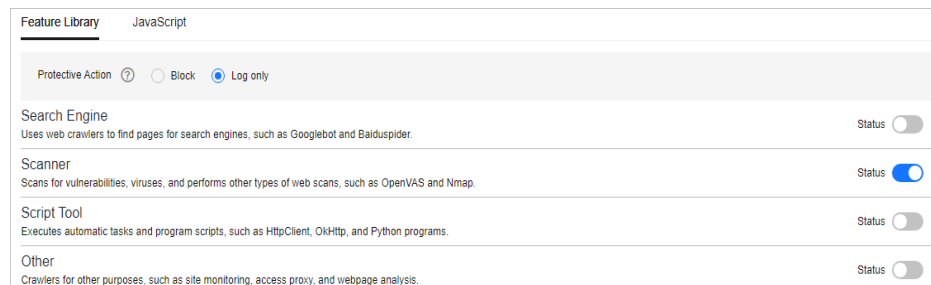 Feature Library JavaScript
Protective Action ? Block Log only
Search Engine
Uses web crawlers to find pages for search engines, such as Googlebot and Baiduspider.
Status
Scanner
Scans for vulnerabilities, viruses, and performs other types of web scans, such as OpenVAS and Nmap.
Status
Script Tool
Executes automatic tasks and program scripts, such as HttpClient, OkHttp, and Python programs.
Status
Other
Crawlers for other purposes, such as site monitoring, access proxy, and webpage analysis.
Status